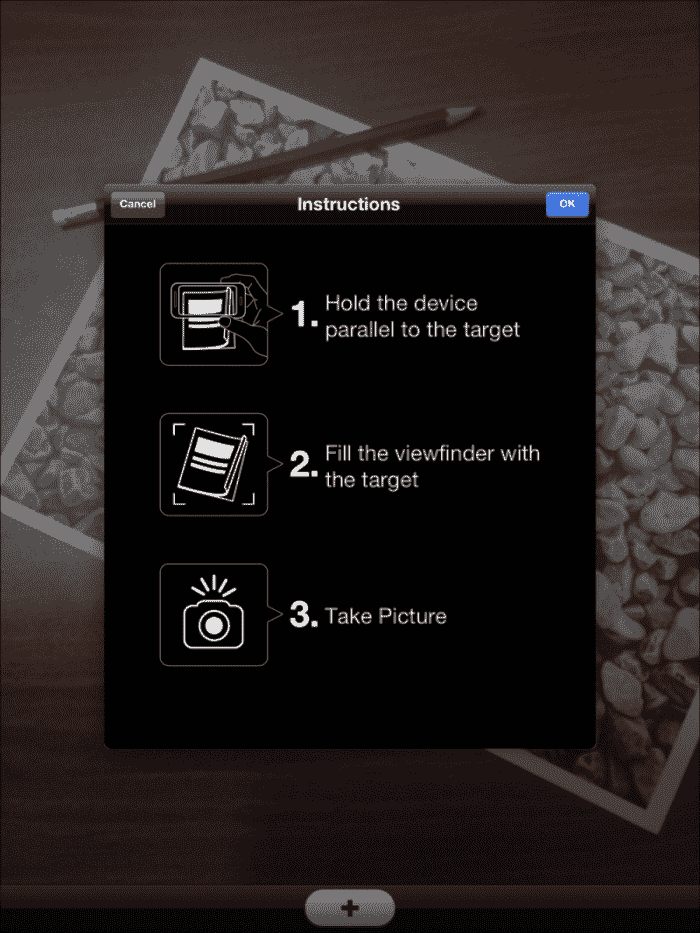 Cancel
Instructions
OK
1. Hold the device
parallel to the target
2. Fill the viewfinder with
the target
3. Take Picture